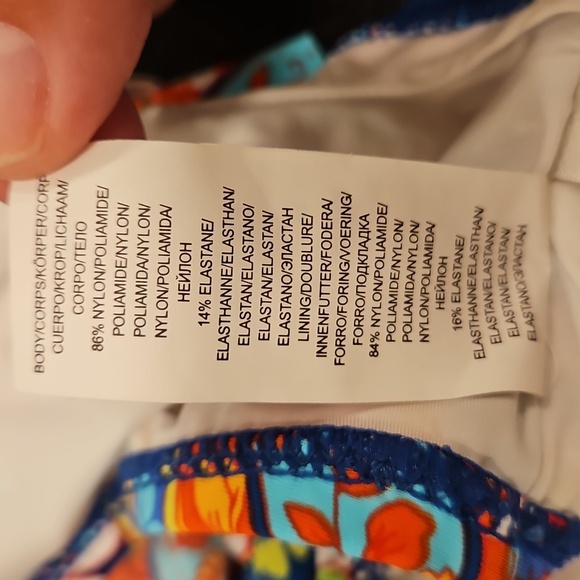 BODY/CORPS/KÖRPER/CORP
CUERPO/KROP/LICHAAM/
CORPO/ТЕЛО
86% NYLON/POLIAMIDE/
POLIAMIDE/NYLON/
POLIAMIDA/NYLON/
NYLON/POLIAMIDA/
НЕЙЛОН
14% ELASTANE/
ELASTHANNE/ELASTHAN/
ELASTAN/ELASTANO/
ELASTAN/ELASTAN/
ELASTANO/ЭЛАСТАН
LINING/DOUBLURE/
INNENFUTTER/FODERA/
FORRO/FORING/VOERING/
FORRO/ПОДКЛАДКА
84% NYLON/POLIAMIDE/
POLIAMIDE/NYLON/
POLIAMIDA/NYLON/
NYLON/POLIAMIDA/
НЕЙЛОН
16% ELASTANE/
ELASTHANNE/ELASTHAN/
ELASTAN/ELASTANO/
ELASTAN/ELASTAN/
ELASTANO/ЭЛАСТАН